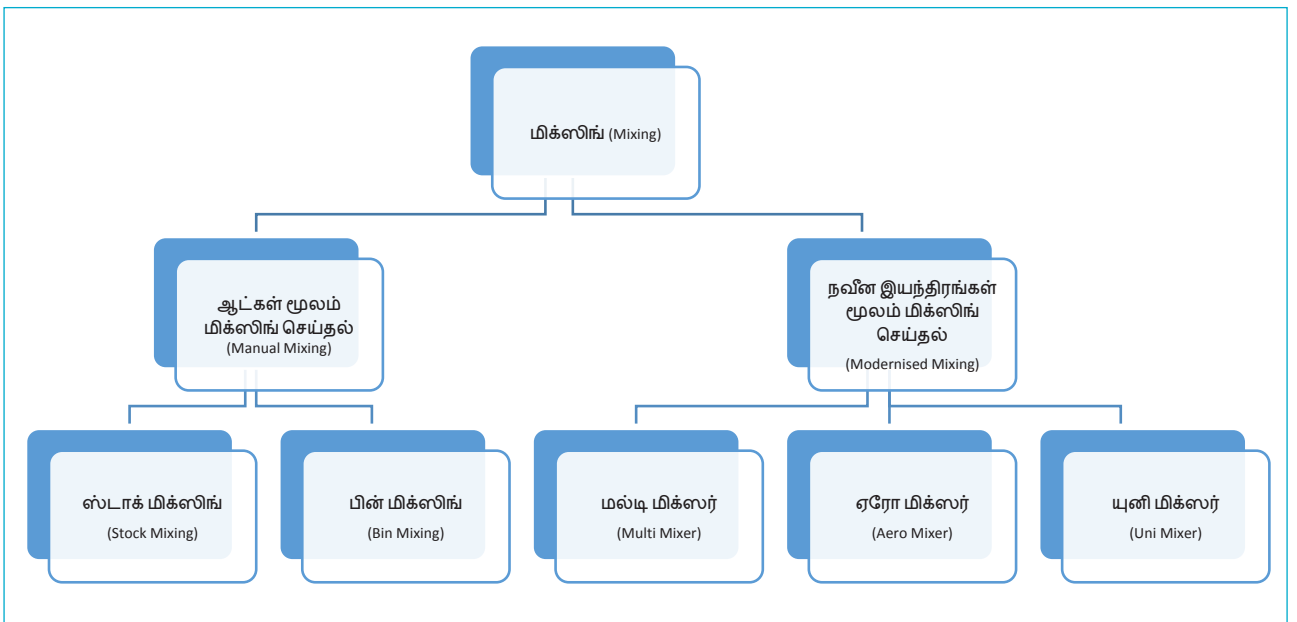 மிக்ஸிங் (Mixing)
ஆட்கள் மூலம்
மிக்ஸிங் செய்தல்
(Manual Mixing)
நவீன இயந்திரங்கள்
மூலம் மிக்ஸிங்
செய்தல்
(Modernised Mixing)
ஸ்டாக் மிக்ஸிங்
(Stock Mixing)
பின் மிக்ஸிங்
(Bin Mixing)
மல்டி மிக்ஸர்
(Multi Mixer)
ஏரோ மிக்ஸர்
(Aero Mixer)
யுனி மிக்ஸர்
(Uni Mixer)